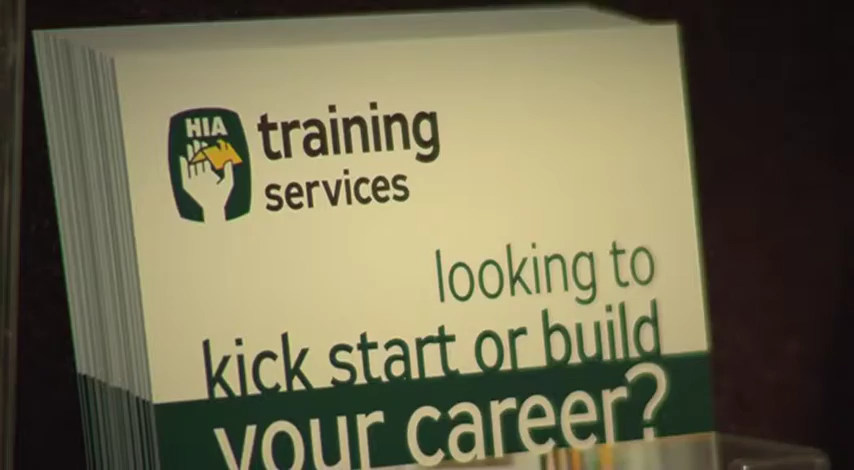 HIA
training
services
looking to
kick start or build
your career?